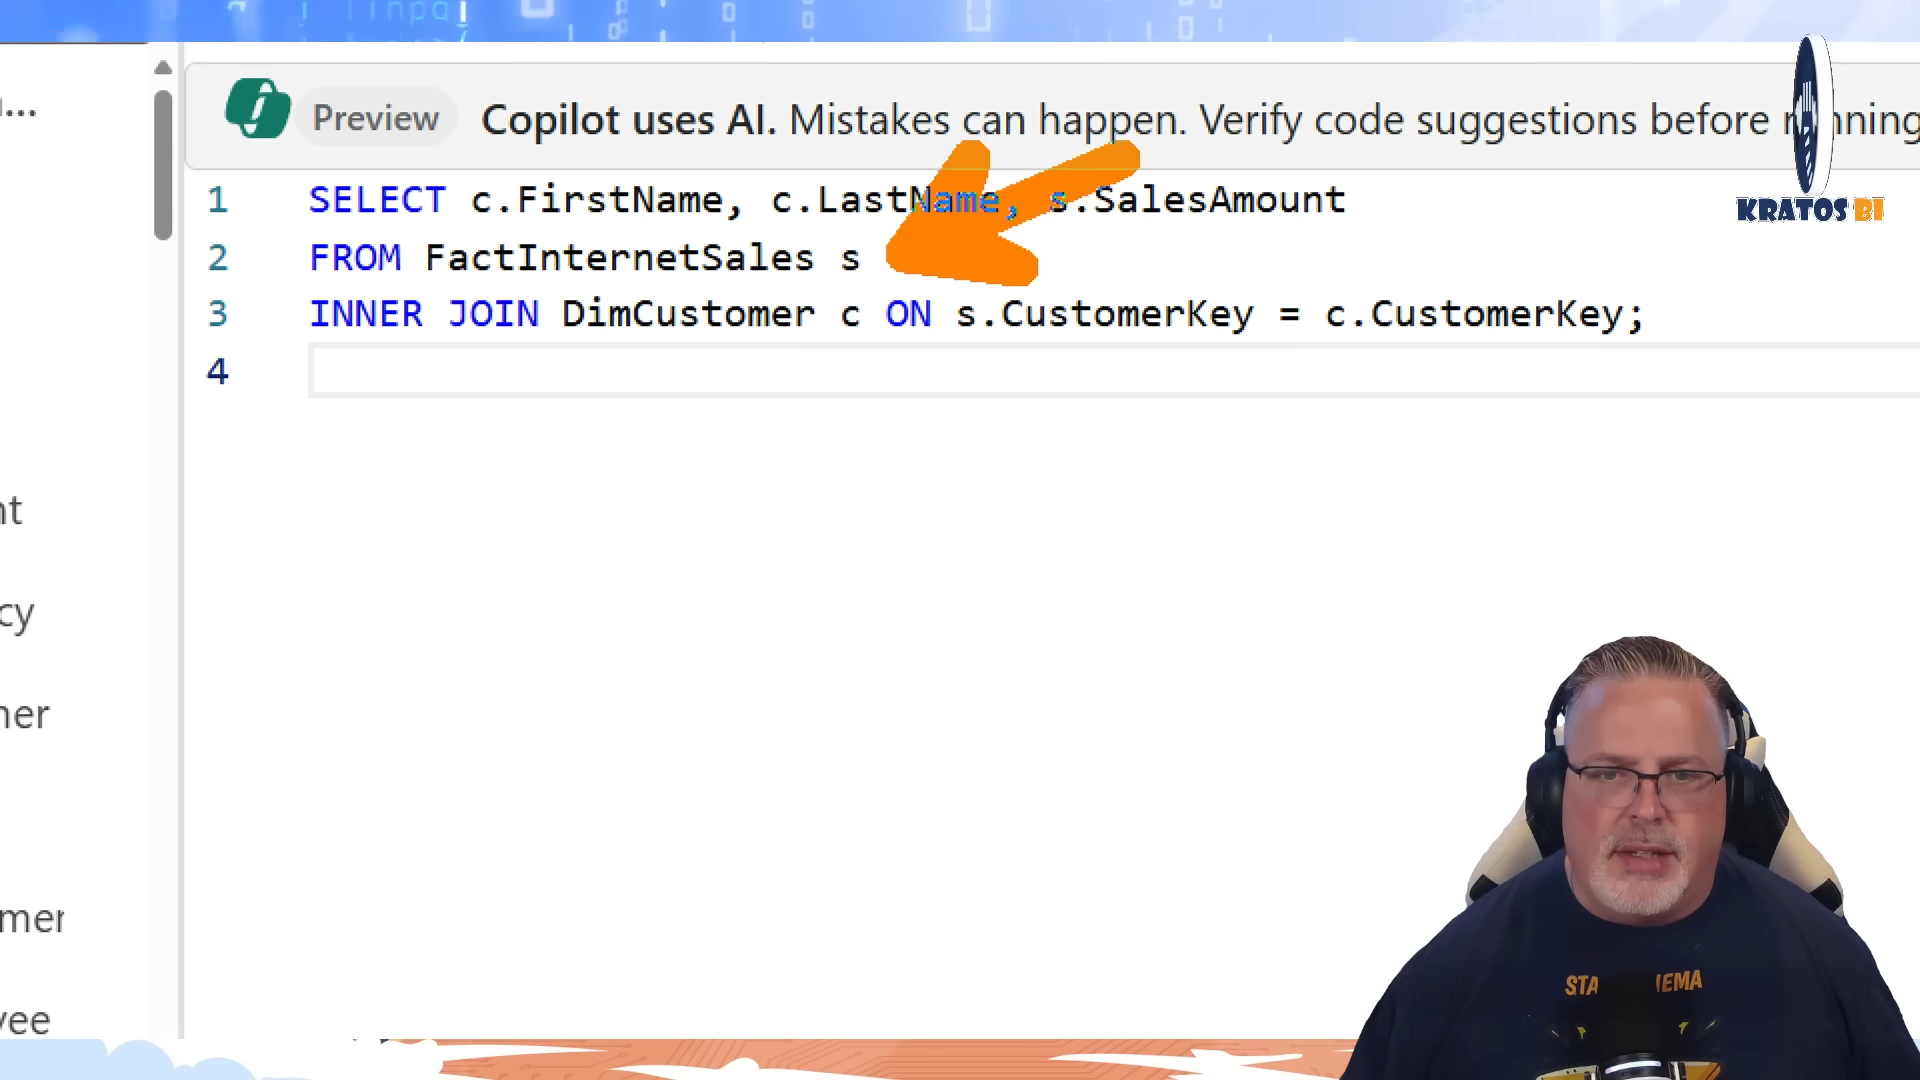 Preview Copilot uses AI. Mistakes can happen. Verify code suggestions before
KRATOS BI
1 SELECT c.FirstName, c.LastName, s.SalesAmount
2 FROM FactInternetSales s
3 INNER JOIN DimCustomer c ON s.CustomerKey = c.CustomerKey;
4